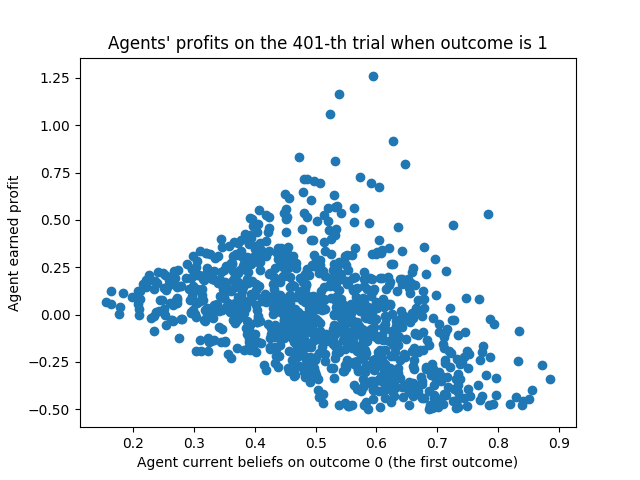 Agents' profits on the 401-th trial when outcome is 1
Agent earned profit
1.25
1.00
0.75
0.50
0.25
0.00
−0.25
−0.50
0.2 0.3 0.4 0.5 0.6 0.7 0.8 0.9
Agent current beliefs on outcome 0 (the first outcome)